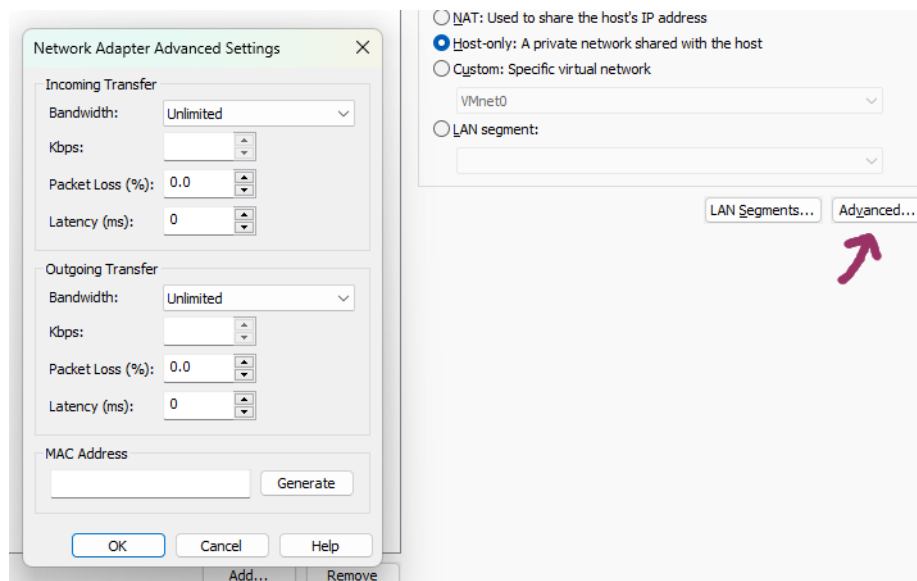 Network Adapter Advanced Settings
Incoming Transfer
Bandwidth: Unlimited
Kbps:
Packet Loss (%): 0.0
Latency (ms): 0
Outgoing Transfer
Bandwidth: Unlimited
Kbps:
Packet Loss (%): 0.0
Latency (ms): 0
MAC Address
Generate
OK Cancel Help
Add... Remove
NAT: Used to share the host's IP address
Host-only: A private network shared with the host
Custom: Specific virtual network
VMnet0
LAN segment:
LAN Segments... Advanced...